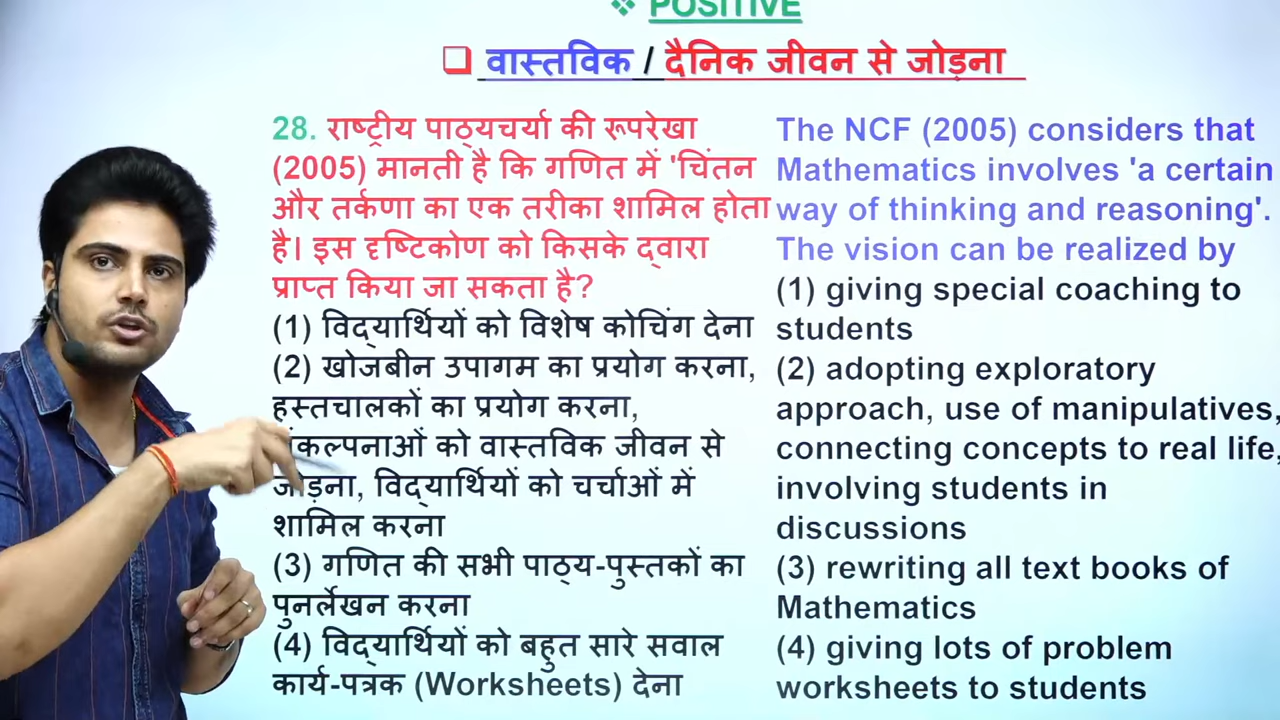 ❖ POSITIVE
❑ वास्तविक / दैनिक जीवन से जोड़ना
28. राष्ट्रीय पाठ्यचर्या की रूपरेखा
(2005) मानती है कि गणित में 'चिंतन
और तर्कणा का एक तरीका शामिल होता
है। इस दृष्टिकोण को किसके द्वारा
प्राप्त किया जा सकता है?
(1) विद्यार्थियों को विशेष कोचिंग देना
(2) खोजबीन उपागम का प्रयोग करना,
हस्तचालकों का प्रयोग करना,
को वास्तविक जीवन से
जोड़ना, विद्यार्थियों को चर्चाओं में
शामिल करना
(3) गणित की सभी पाठ्य-पुस्तकों का
पुनर्लेखन करना
(4) विद्यार्थियों को बहुत सारे सवाल
कार्य-पत्रक (Worksheets) देना
The NCF (2005) considers that
Mathematics involves 'a certain
way of thinking and reasoning'.
The vision can be realized by
(1) giving special coaching to
students
(2) adopting exploratory
approach, use of manipulatives,
connecting concepts to real life,
involving students in
discussions
(3) rewriting all text books of
Mathematics
(4) giving lots of problem
worksheets to students